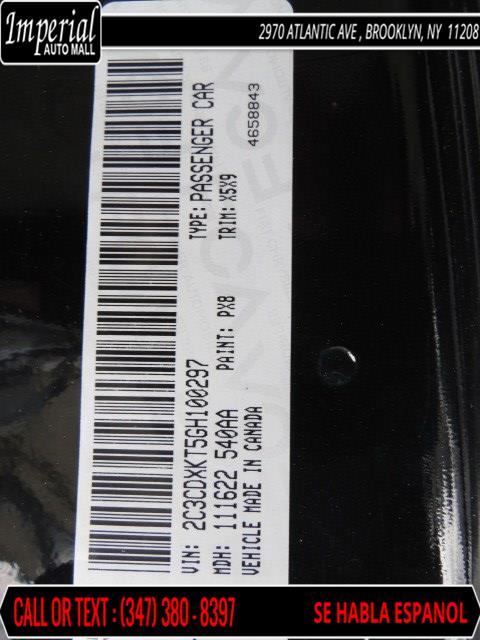 Imperial
AUTO MALL
2970 ATLANTIC AVE , BROOKLYN, NY 11208
VIN: 2C3CDXKT5GH100297 TYPE: PASSENGER CAR
MDH: 111622 540AA PAINT: PX8 TRIM: X5X9
VEHICLE MADE IN CANADA 4658843
CALL OR TEXT : (347) 380 - 8397 SE HABLA ESPANOL